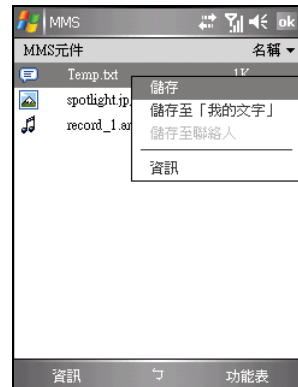 MMS
ok
MMS元件 名稱
Temp.txt 1K
儲存
spotlight.jp
儲存至「我的文字」
record_1.ar
儲存至聯絡人
資訊
資訊 ㄅ 功能表